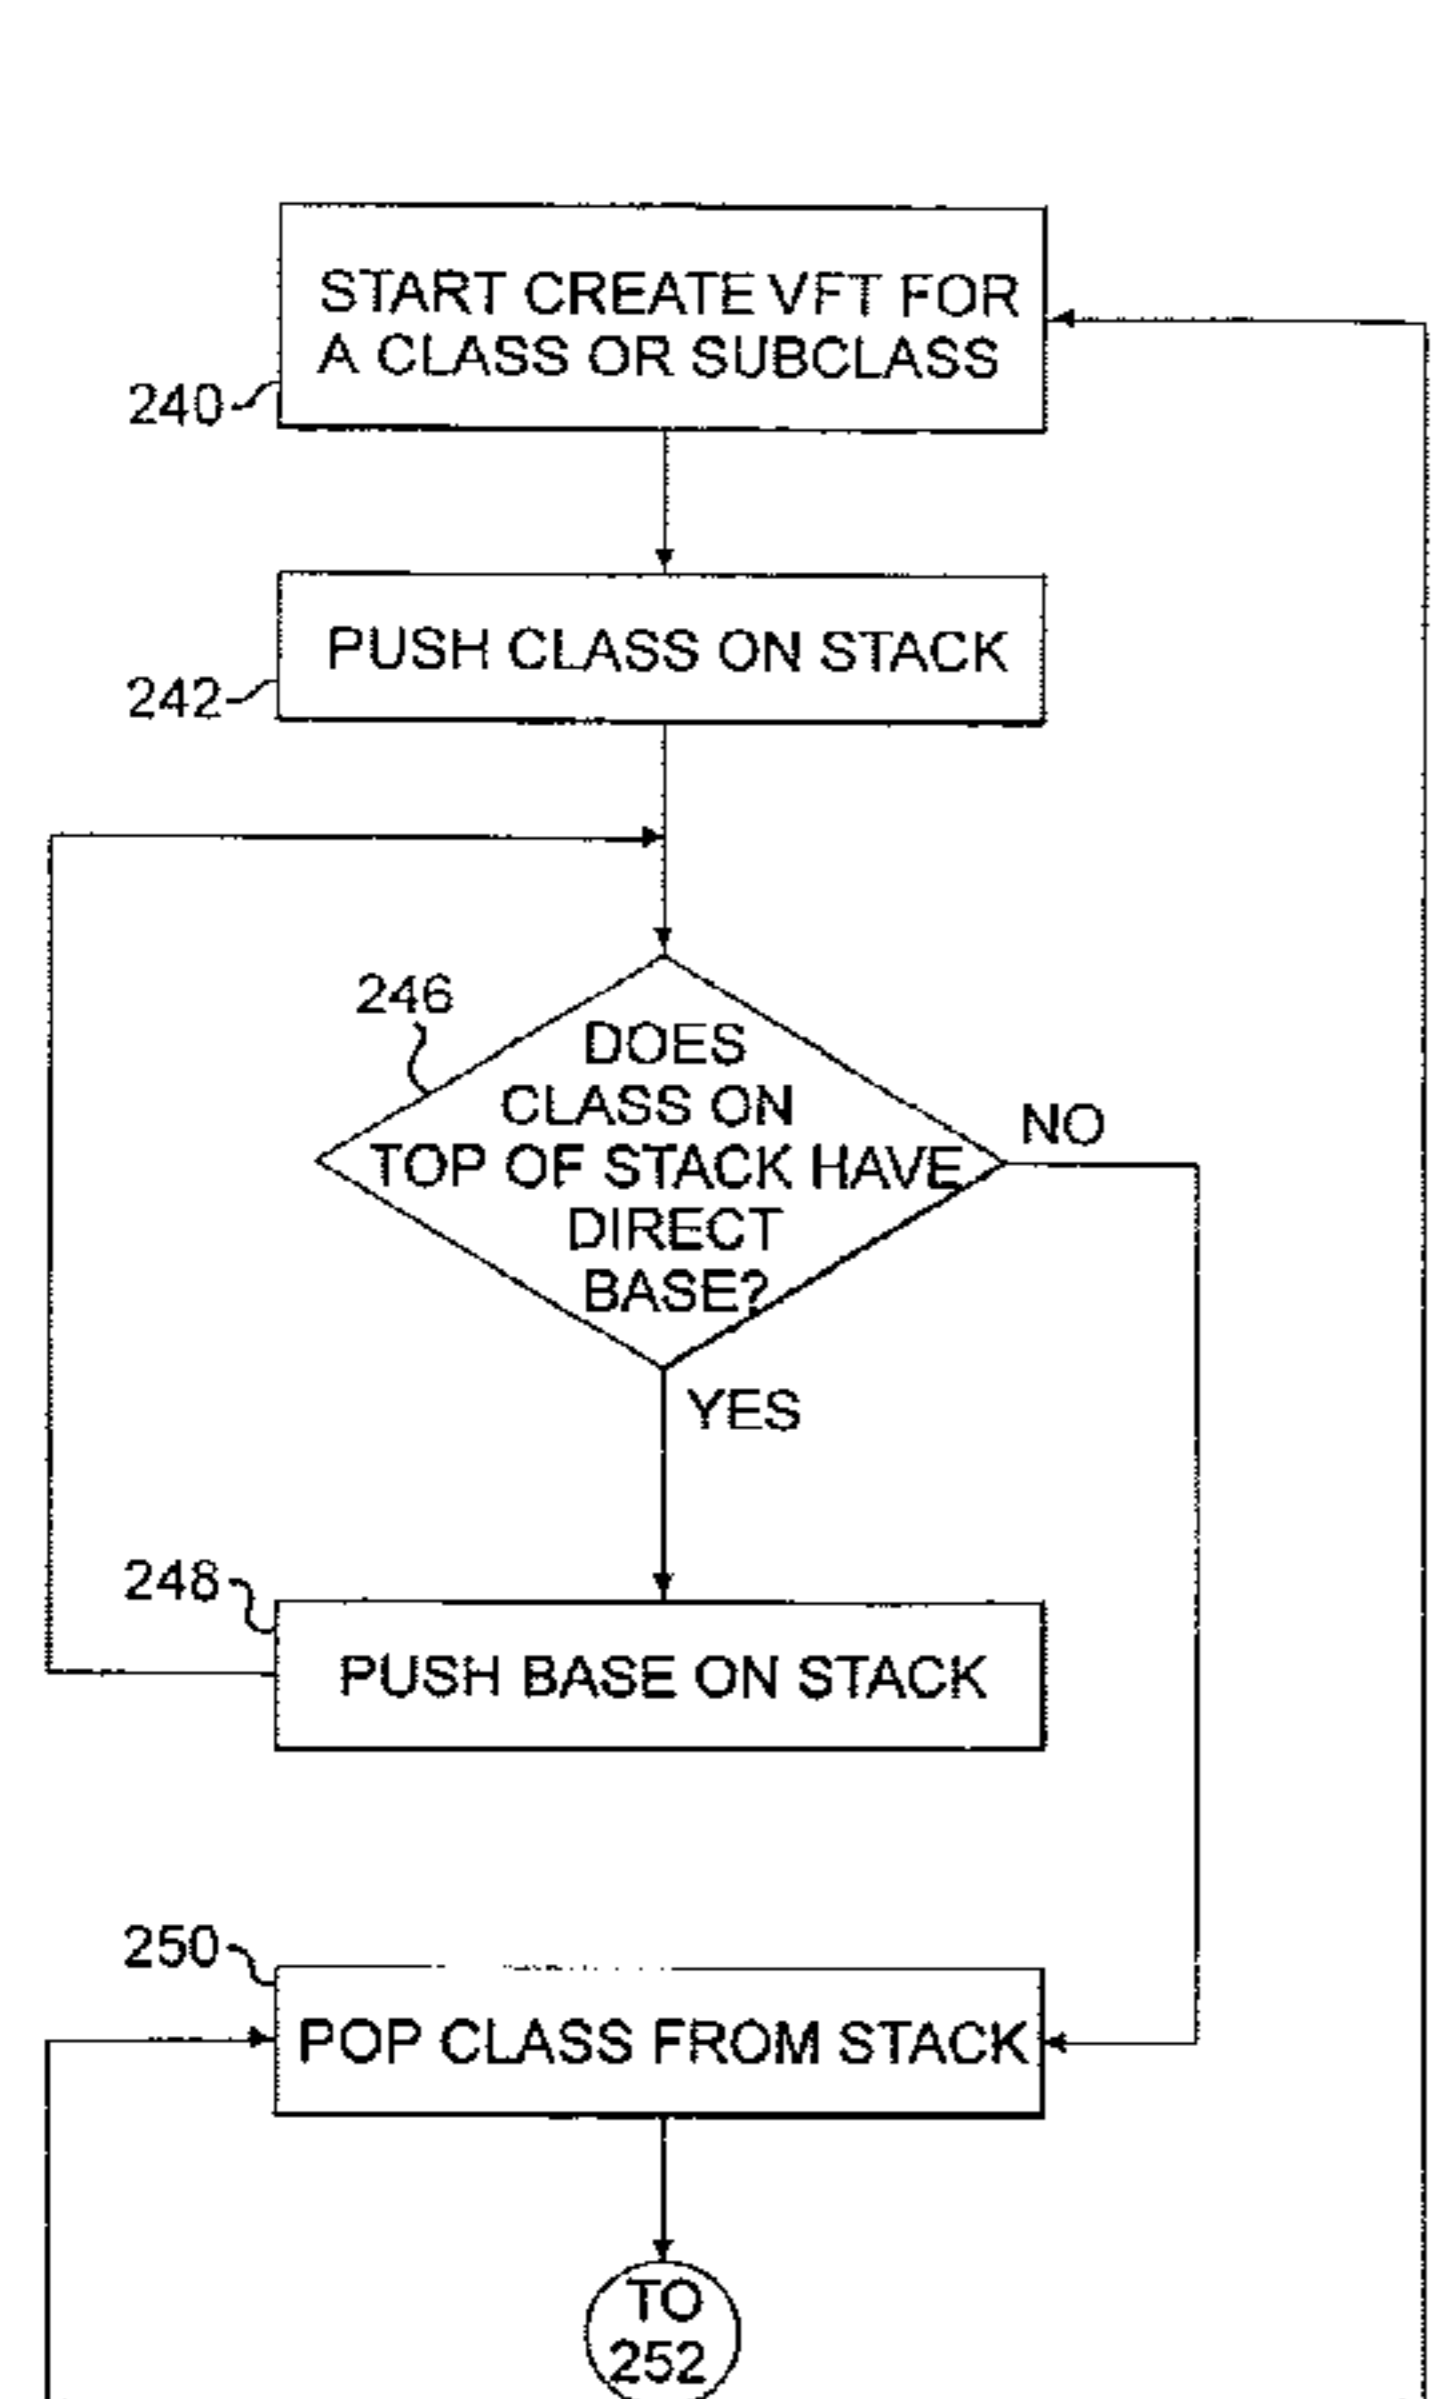 START CREATE VFT FOR
A CLASS OR SUBCLASS
240
PUSH CLASS ON STACK
242
246
DOES
CLASS ON
TOP OF STACK HAVE
DIRECT
BASE?
NO
YES
248
PUSH BASE ON STACK
250
POP CLASS FROM STACK
TO
252